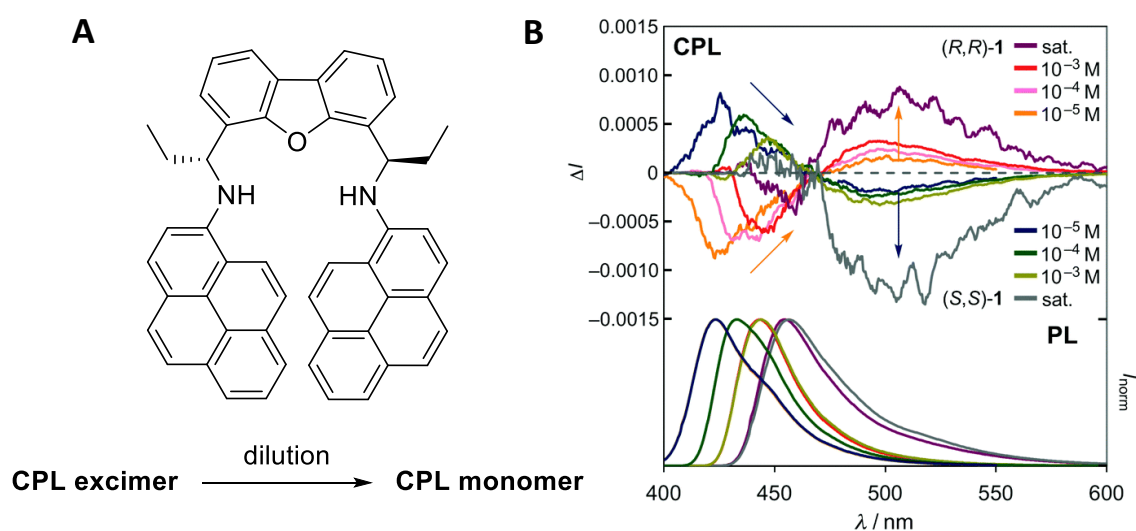 A
O
NH
HN
dilution
CPL excimer
CPL monomer
B
CPL
(R,R)-1
sat.
10⁻³ M
10⁻⁴ M
10⁻⁵ M
0.0015
0.0010
0.0005
0
−0.0005
−0.0010
−0.0015
ΔI
10⁻⁵ M
10⁻⁴ M
10⁻³ M
(S,S)-1
sat.
PL
Iₙₒᵣₘ
400
450
500
550
600
λ / nm